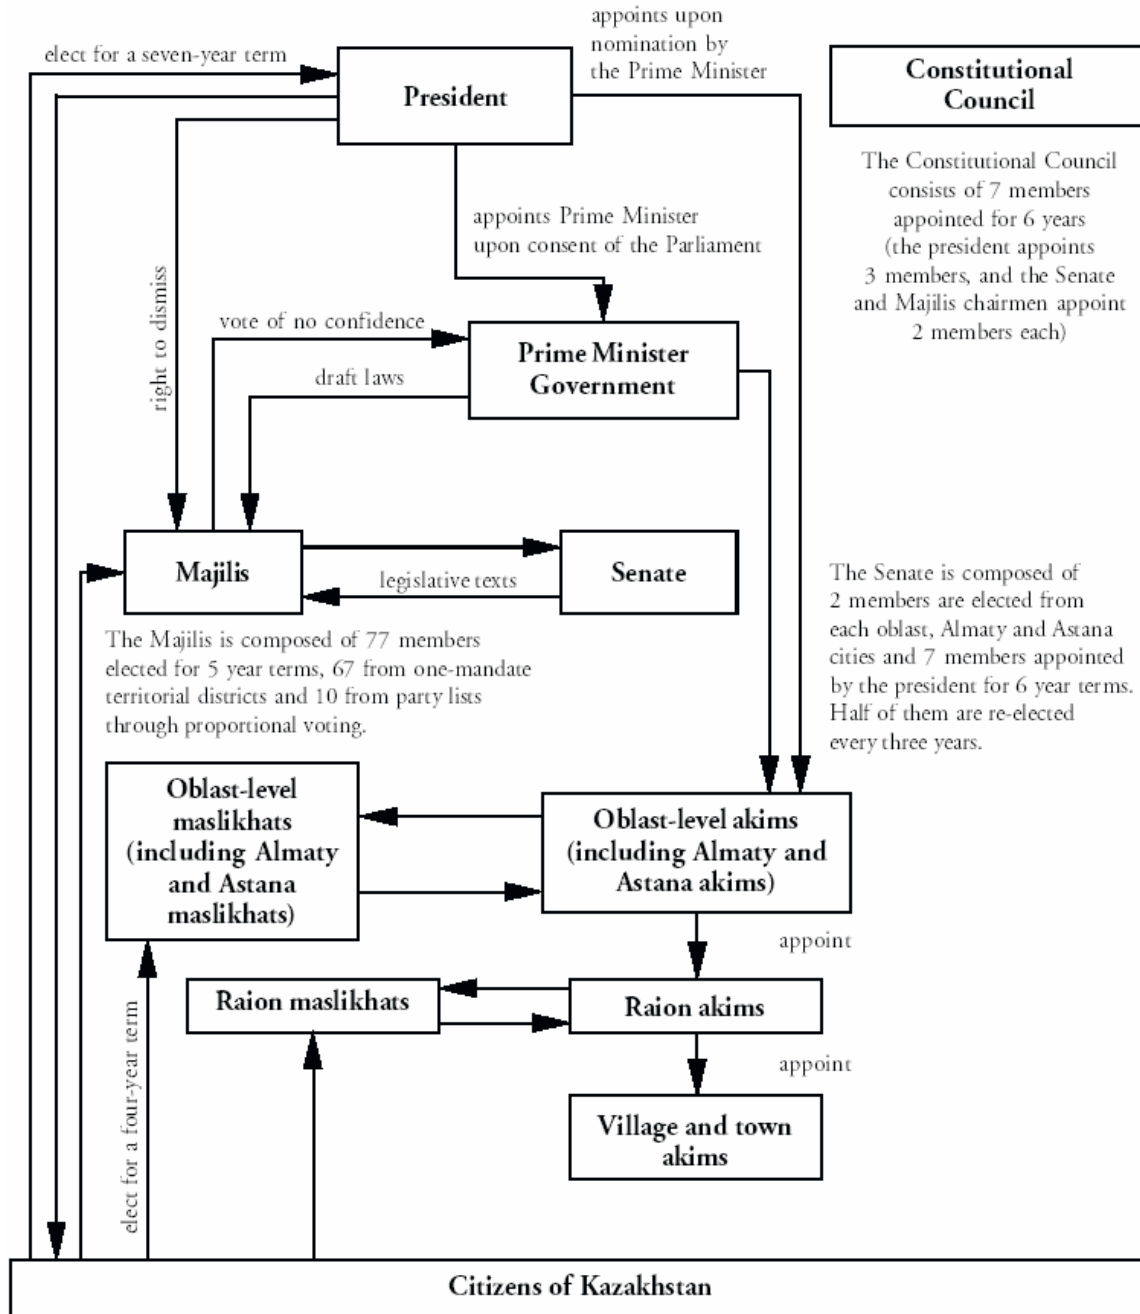 appoints upon
nomination by
the Prime Minister
elect for a seven-year term
President
Constitutional
Council
The Constitutional Council
consists of 7 members
appointed for 6 years
(the president appoints
3 members, and the Senate
and Majilis chairmen appoint
2 members each)
appoints Prime Minister
upon consent of the Parliament
right to dismiss
vote of no confidence
Prime Minister
Government
draft laws
Majilis
legislative texts
Senate
The Majilis is composed of 77 members
elected for 5 year terms, 67 from one-mandate
territorial districts and 10 from party lists
through proportional voting.
The Senate is composed of
2 members are elected from
each oblast, Almaty and Astana
cities and 7 members appointed
by the president for 6 year terms.
Half of them are re-elected
every three years.
Oblast-level
maslikhats
(including Almaty
and Astana
maslikhats)
Oblast-level akims
(including Almaty and
Astana akims)
appoint
Raion maslikhats
Raion akims
appoint
Village and town
akims
elect for a four-year term
Citizens of Kazakhstan